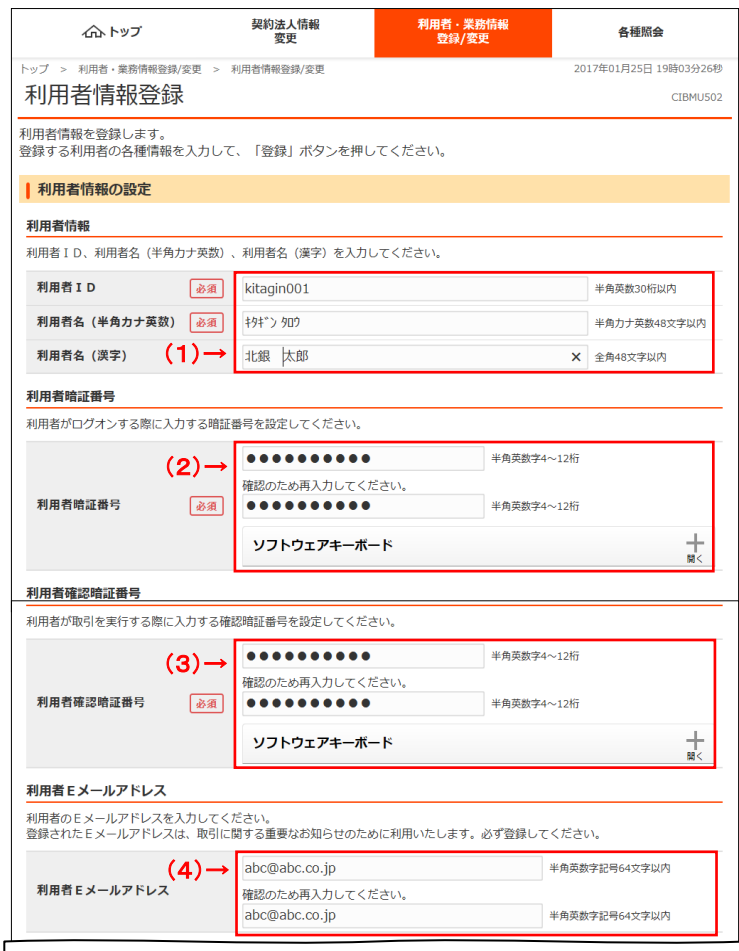 トップ
契約法人情報
変更
利用者・業務情報
登録/変更
各種照会
トップ > 利用者・業務情報登録/変更 > 利用者情報登録/変更
2017年01月25日 19時03分26秒
利用者情報登録
CIBMU502
利用者情報を登録します。
登録する利用者の各種情報を入力して、「登録」ボタンを押してください。
利用者情報の設定
利用者情報
利用者ＩＤ、利用者名（半角カナ英数）、利用者名（漢字）を入力してください。
利用者ＩＤ 必須 kitagin001 半角英数30桁以内
利用者名（半角カナ英数） 必須 ｷﾀｷﾞﾝ ﾀﾛｳ 半角カナ英数48文字以内
利用者名（漢字） （1）→ 北銀　太郎 × 全角48文字以内
利用者暗証番号
利用者がログオンする際に入力する暗証番号を設定してください。
（2）→ ●●●●●●●●●● 半角英数字4～12桁
確認のため再入力してください。
利用者暗証番号 必須 ●●●●●●●●●● 半角英数字4～12桁
ソフトウェアキーボード 開く
利用者確認暗証番号
利用者が取引を実行する際に入力する確認暗証番号を設定してください。
（3）→ ●●●●●●●●●● 半角英数字4～12桁
確認のため再入力してください。
利用者確認暗証番号 必須 ●●●●●●●●●● 半角英数字4～12桁
ソフトウェアキーボード 開く
利用者Ｅメールアドレス
利用者のＥメールアドレスを入力してください。
登録されたＥメールアドレスは、取引に関する重要なお知らせのために利用いたします。必ず登録してください。
（4）→ abc@abc.co.jp 半角英数字記号64文字以内
利用者Ｅメールアドレス
確認のため再入力してください。
abc@abc.co.jp 半角英数字記号64文字以内